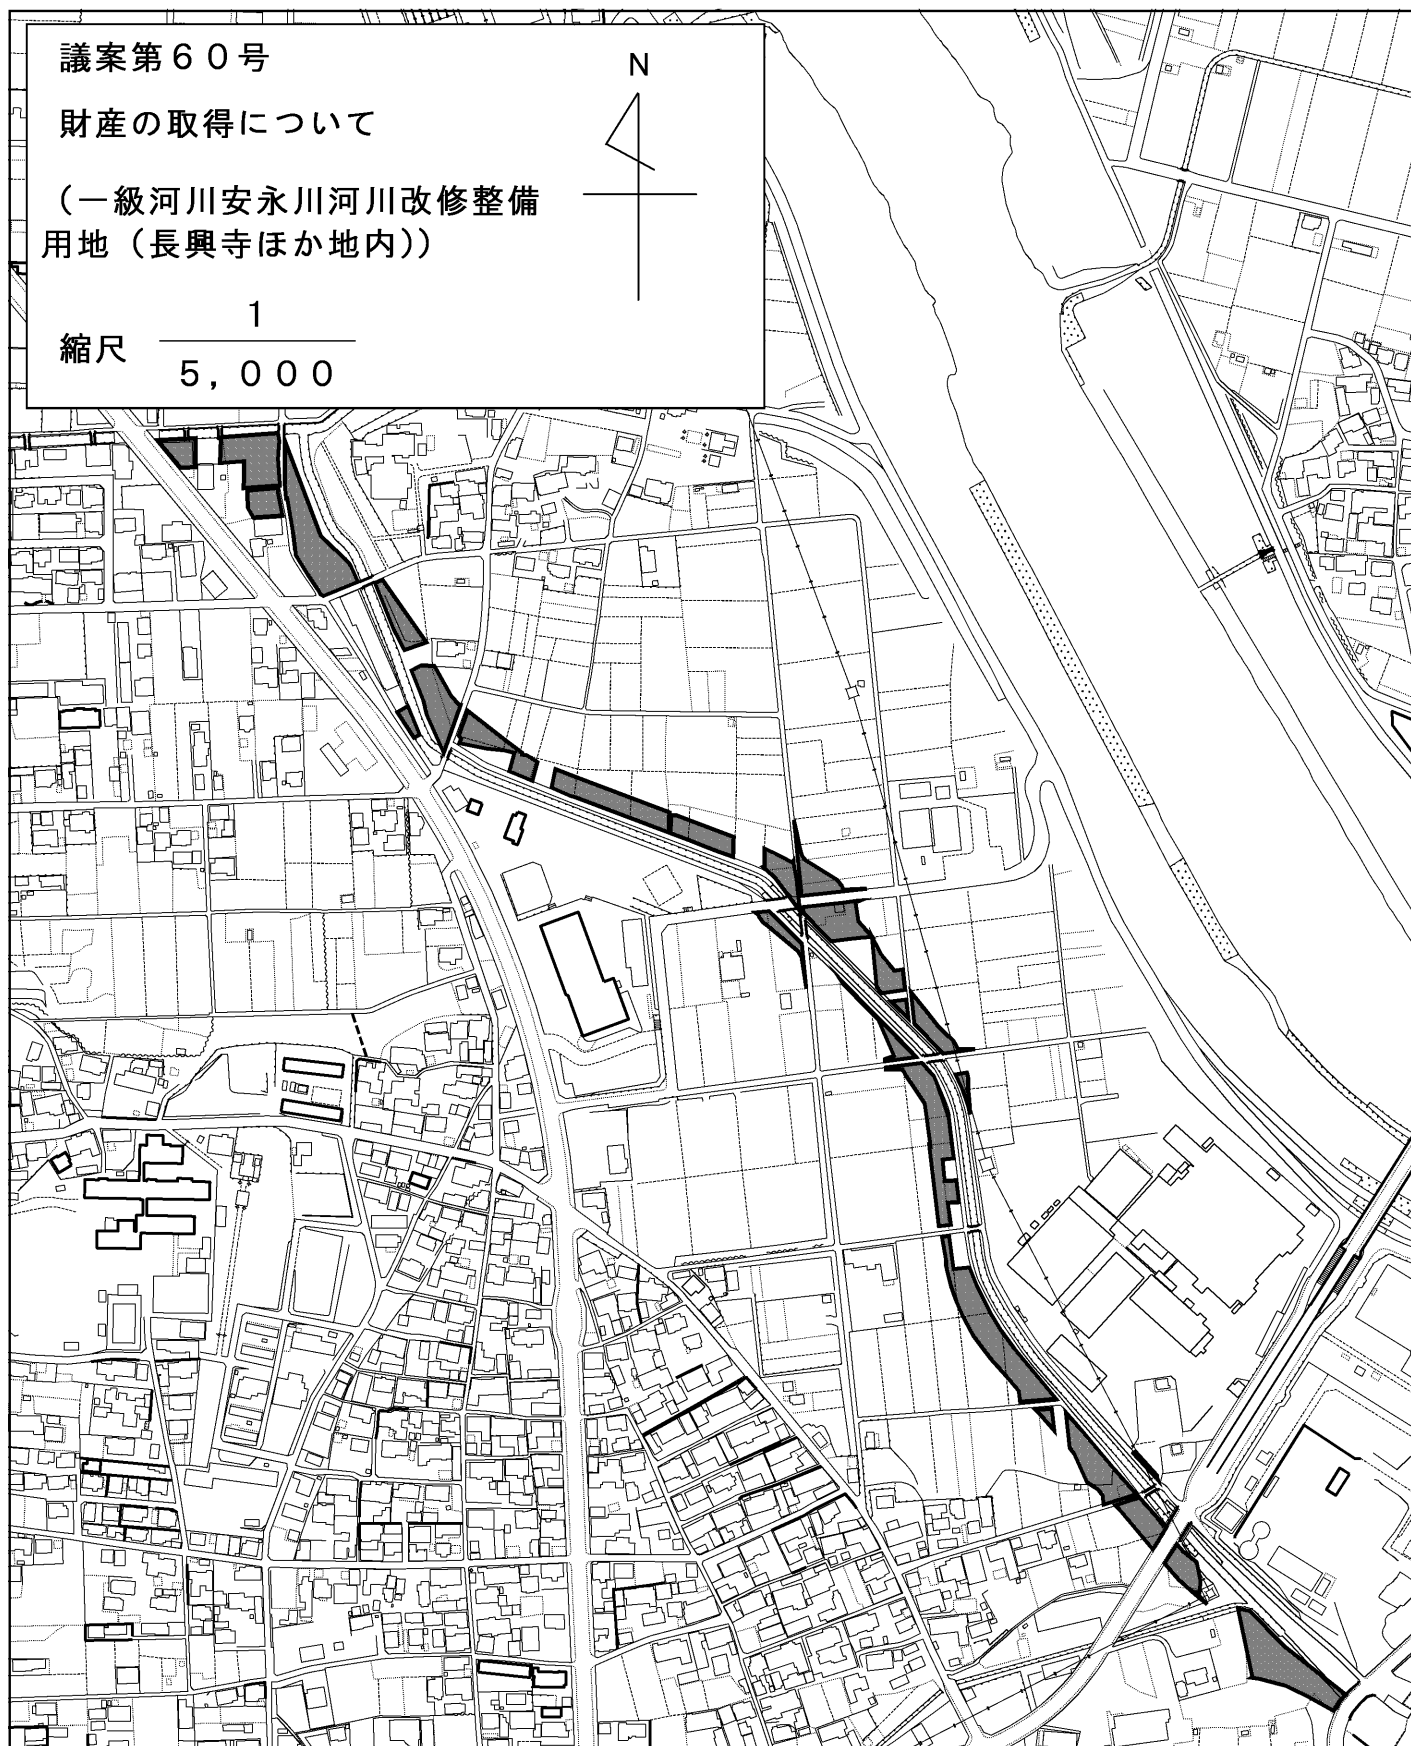 議案第６０号
N
財産の取得について
（一級河川安永川河川改修整備
用地（長興寺ほか地内））
縮尺 1
5,000